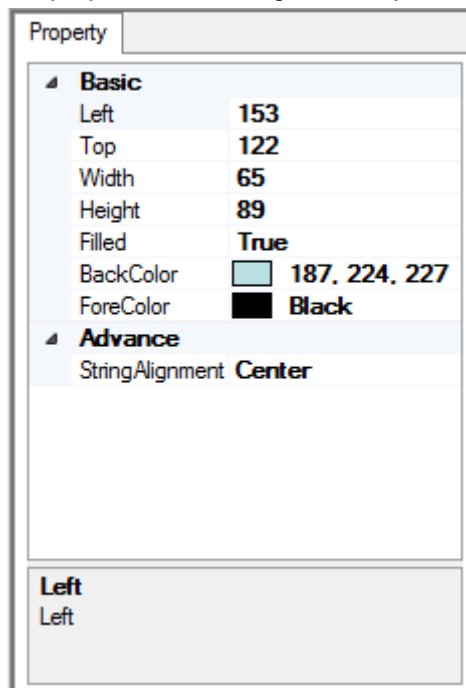 Property
Basic
Left 153
Top 122
Width 65
Height 89
Filled True
BackColor 187, 224, 227
ForeColor Black
Advance
StringAlignment Center
Left
Left